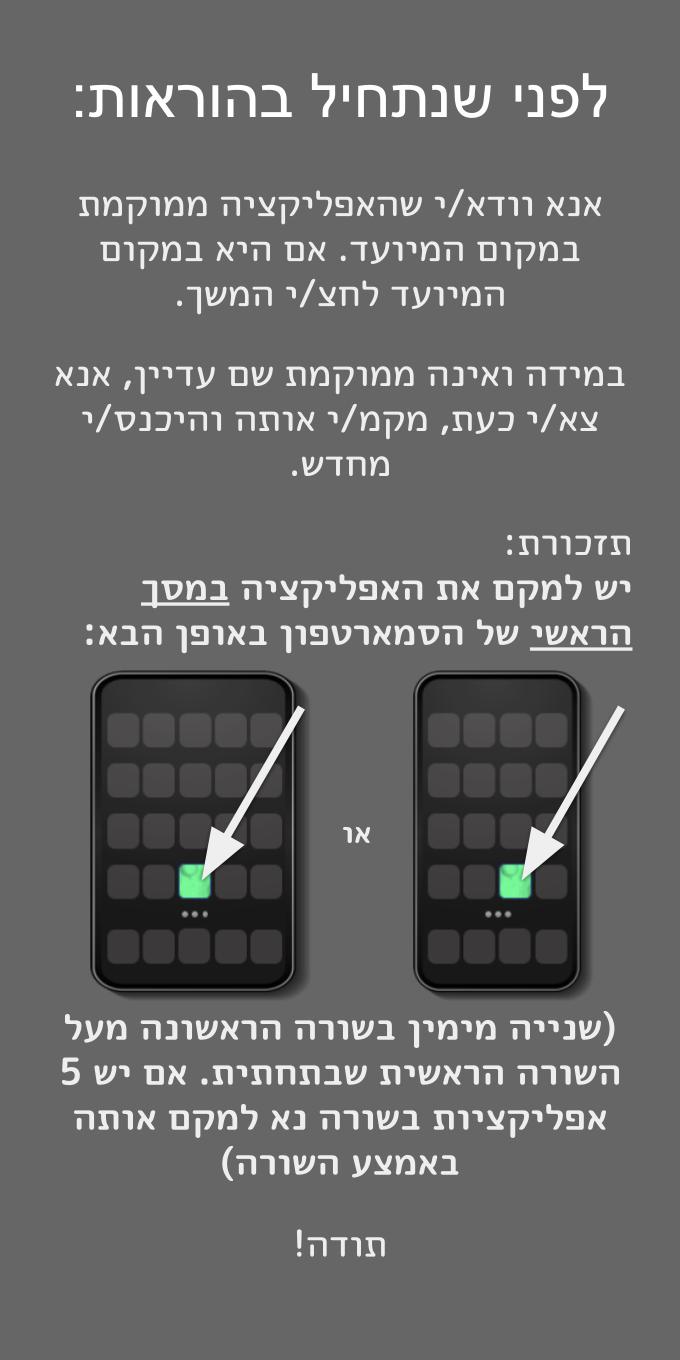 לפני שנתחיל בהוראות:
אנא וודא/י שהאפליקציה ממוקמת
במקום המיועד. אם היא במקום
המיועד לחצ/י המשך.
במידה ואינה ממוקמת שם עדיין, אנא
צא/י כעת, מקמ/י אותה והיכנס/י
מחדש.
תזכורת:
יש למקם את האפליקציה במסך
הראשי של הסמארטפון באופן הבא:
או
(שנייה מימין בשורה הראשונה מעל
השורה הראשית שבתחתית. אם יש 5
אפליקציות בשורה נא למקם אותה
באמצע השורה)
תודה!